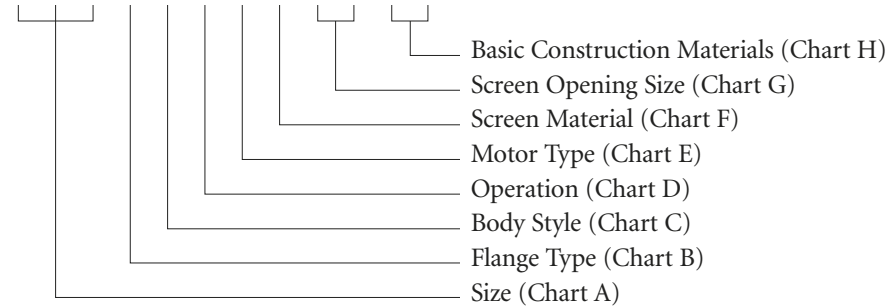 Basic Construction Materials (Chart H)
Screen Opening Size (Chart G)
Screen Material (Chart F)
Motor Type (Chart E)
Operation (Chart D)
Body Style (Chart C)
Flange Type (Chart B)
Size (Chart A)